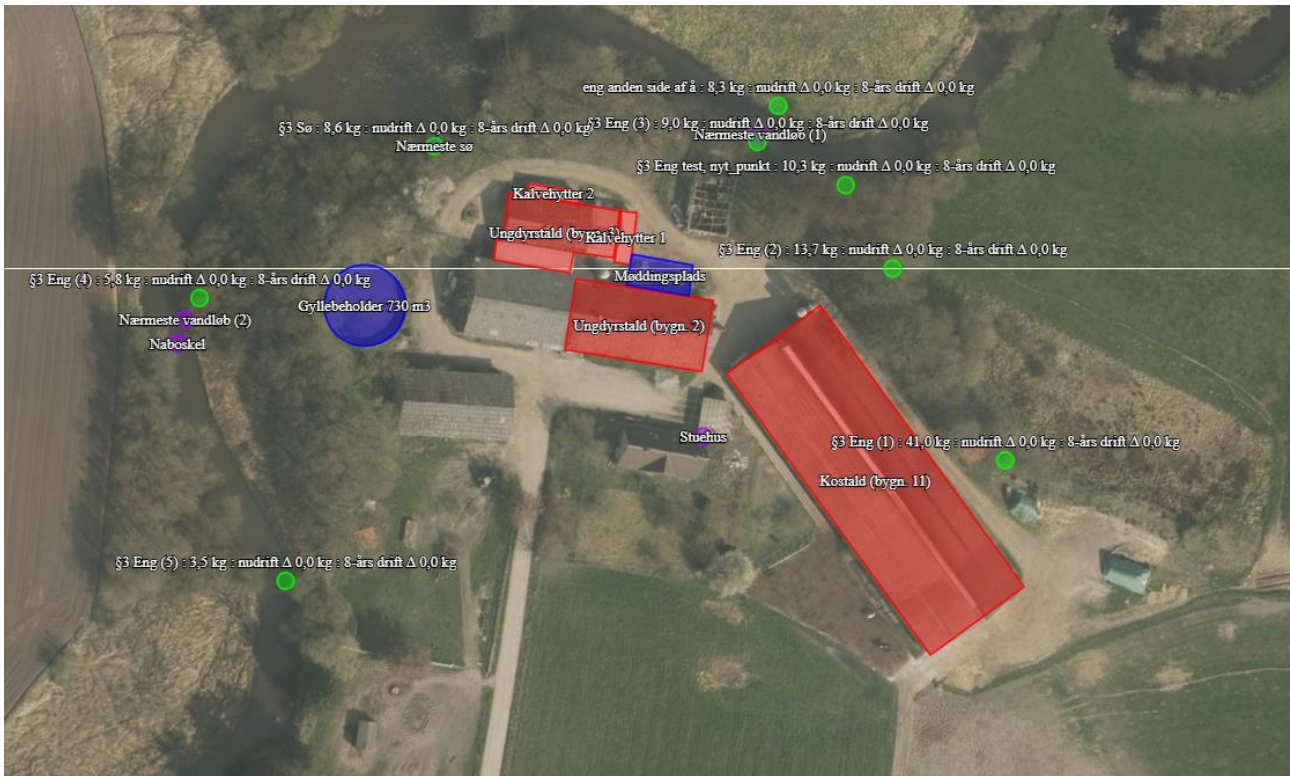 eng anden side af å : 8,3 kg : nudrift Δ 0,0 kg : 8-års drift Δ 0,0 kg
§3 Sø : 8,6 kg : nudrift Δ 0,0 kg : 8-års drift Δ 0,0 kg
§3 Eng (3) : 9,0 kg : nudrift Δ 0,0 kg : 8-års drift Δ 0,0 kg
Nærmeste vandløb (1)
Nærmeste sø
§3 Eng test, nyt_punkt : 10,3 kg : nudrift Δ 0,0 kg : 8-års drift Δ 0,0 kg
Kalvehytter 2
Ungdyrstald (bygn. 3)
Kalvehytter 1
§3 Eng (2) : 13,7 kg : nudrift Δ 0,0 kg : 8-års drift Δ 0,0 kg
Møddingsplads
§3 Eng (4) : 5,8 kg : nudrift Δ 0,0 kg : 8-års drift Δ 0,0 kg
Gyllebeholder 730 m3
Nærmeste vandløb (2)
Ungdyrstald (bygn. 2)
Naboskel
Stuehus
§3 Eng (1) : 41,0 kg : nudrift Δ 0,0 kg : 8-års drift Δ 0,0 kg
Kostald (bygn. 11)
§3 Eng (5) : 3,5 kg : nudrift Δ 0,0 kg : 8-års drift Δ 0,0 kg